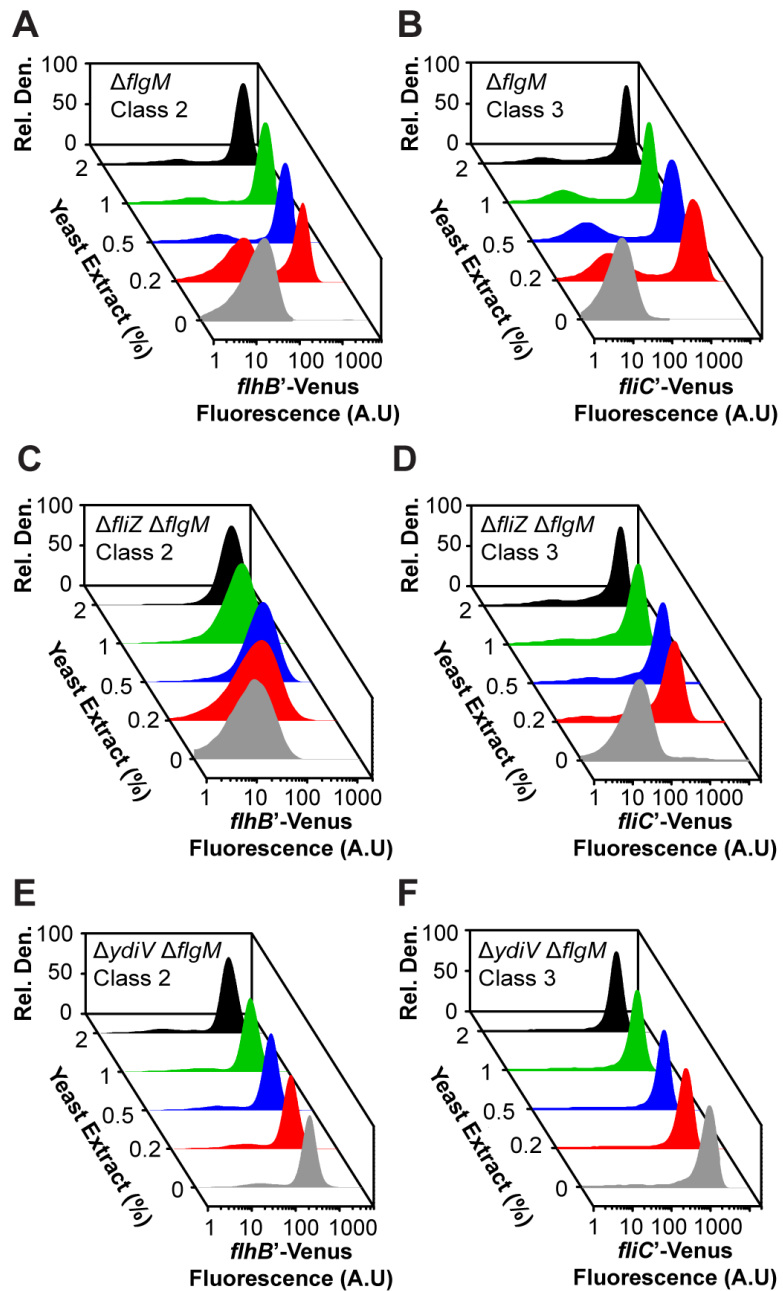 A
Rel. Den.
100
50
0
ΔflgM
Class 2
2
1
0.5
0.2
0
Yeast Extract (%)
1 10 100 1000
flhB’-Venus
Fluorescence (A.U)
B
Rel. Den.
100
50
0
ΔflgM
Class 3
2
1
0.5
0.2
0
Yeast Extract (%)
1 10 100 1000
fliC’-Venus
Fluorescence (A.U)
C
Rel. Den.
100
50
0
ΔfliZ ΔflgM
Class 2
2
1
0.5
0.2
0
Yeast Extract (%)
1 10 100 1000
flhB’-Venus
Fluorescence (A.U)
D
Rel. Den.
100
50
0
ΔfliZ ΔflgM
Class 3
2
1
0.5
0.2
0
Yeast Extract (%)
1 10 100 1000
fliC’-Venus
Fluorescence (A.U)
E
Rel. Den.
100
50
0
ΔydiV ΔflgM
Class 2
2
1
0.5
0.2
0
Yeast Extract (%)
1 10 100 1000
flhB’-Venus
Fluorescence (A.U)
F
Rel. Den.
100
50
0
ΔydiV ΔflgM
Class 3
2
1
0.5
0.2
0
Yeast Extract (%)
1 10 100 1000
fliC’-Venus
Fluorescence (A.U)